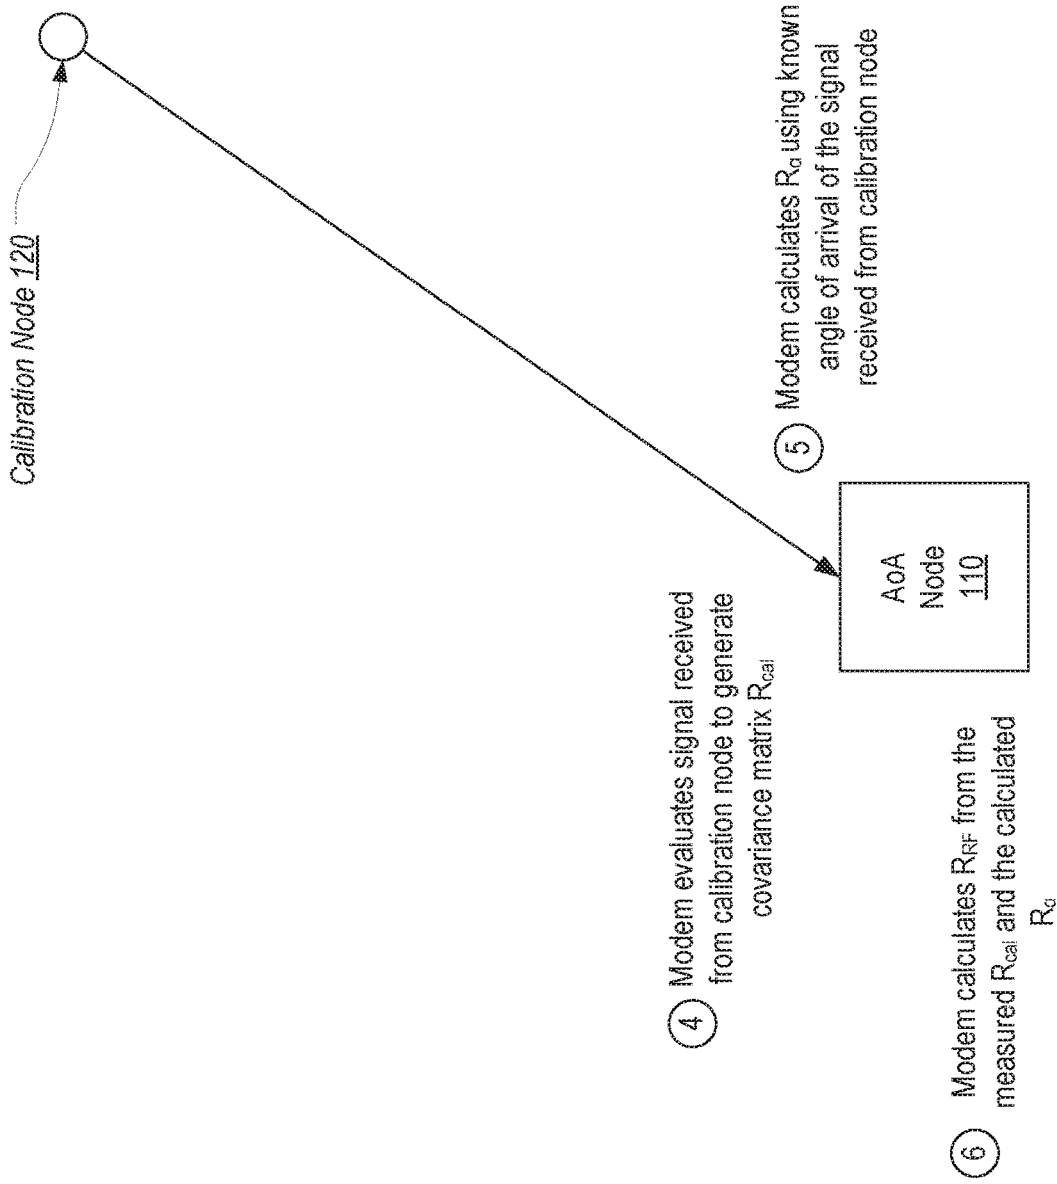 Calibration Node 120
4
Modem evaluates signal received
from calibration node to generate
covariance matrix Rcal
5
Modem calculates Rα using known
angle of arrival of the signal
received from calibration node
AoA
Node
110
6
Modem calculates RRF from the
measured Rcal and the calculated
Rα